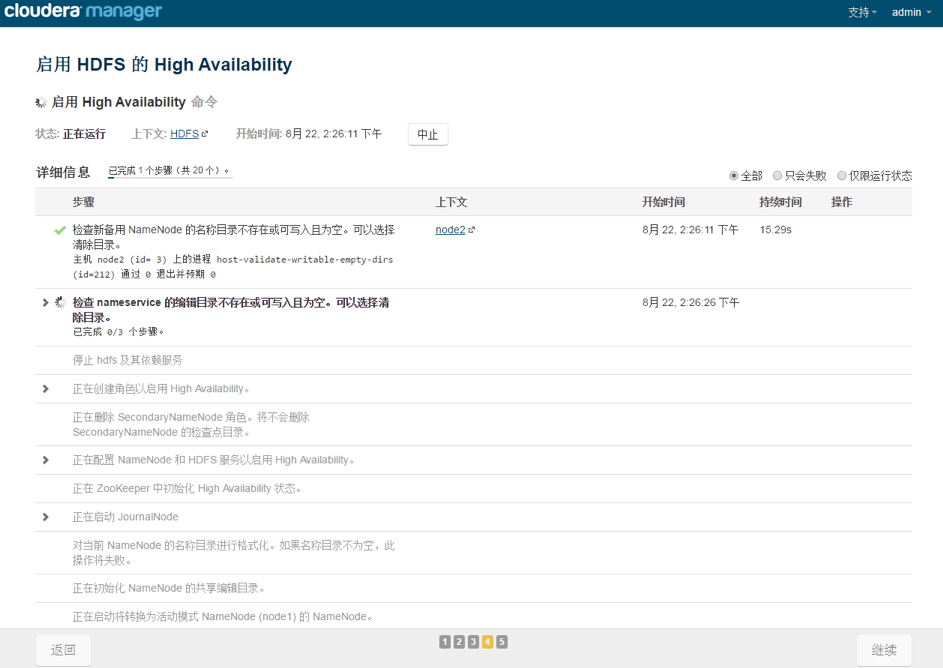 cloudera manager 支持 admin
启用 HDFS 的 High Availability
启用 High Availability 命令
状态: 正在运行 上下文: HDFS 开始时间: 8月 22, 2:26:11 下午 中止
详细信息 已完成 1 个步骤（共 20 个）。
全部 只会失败 仅限运行状态
步骤 上下文 开始时间 持续时间 操作
检查新备用 NameNode 的名称目录不存在或可写入且为空。可以选择 node2 8月 22, 2:26:11 下午 15.29s
清除目录。
主机 node2 (id= 3) 上的进程 host-validate-writable-empty-dirs
(id=212) 通过 0 退出并预期 0
检查 nameservice 的编辑目录不存在或可写入且为空。可以选择清 8月 22, 2:26:26 下午
除目录。
已完成 0/3 个步骤。
停止 hdfs 及其依赖服务
正在创建角色以启用 High Availability。
正在删除 SecondaryNameNode 角色。将不会删除
SecondaryNameNode 的检查点目录。
正在配置 NameNode 和 HDFS 服务以启用 High Availability。
正在 ZooKeeper 中初始化 High Availability 状态。
正在启动 JournalNode
对当前 NameNode 的名称目录进行格式化。如果名称目录不为空，此
操作将失败。
正在初始化 NameNode 的共享编辑目录。
正在启动将转换为活动模式 NameNode (node1) 的 NameNode。
返回 1 2 3 4 5 继续